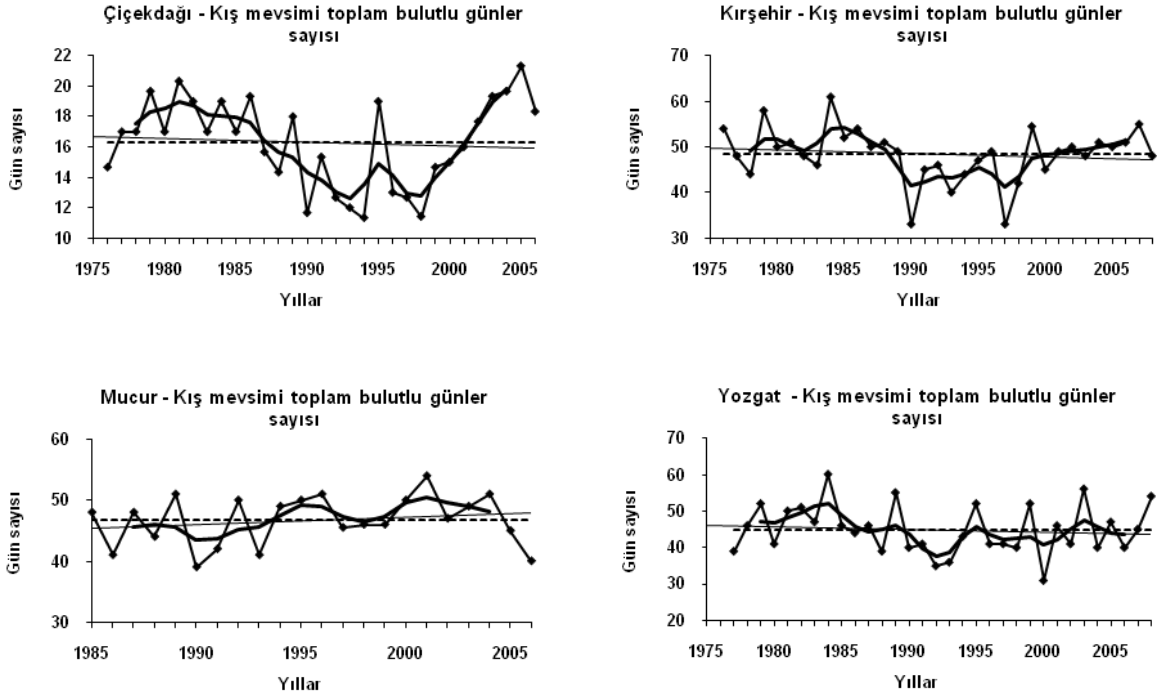 Çiçekdağı - Kış mevsimi toplam bulutlu günler
sayısı
Gün sayısı
22
20
18
16
14
12
10
1975 1980 1985 1990 1995 2000 2005
Yıllar
Kırşehir - Kış mevsimi toplam bulutlu günler
sayısı
Gün sayısı
70
60
50
40
30
1975 1980 1985 1990 1995 2000 2005
Yıllar
Mucur - Kış mevsimi toplam bulutlu günler
sayısı
Gün sayısı
60
50
40
30
1985 1990 1995 2000 2005
Yıllar
Yozgat - Kış mevsimi toplam bulutlu günler
sayısı
Gün sayısı
70
60
50
40
30
20
1975 1980 1985 1990 1995 2000 2005
Yıllar